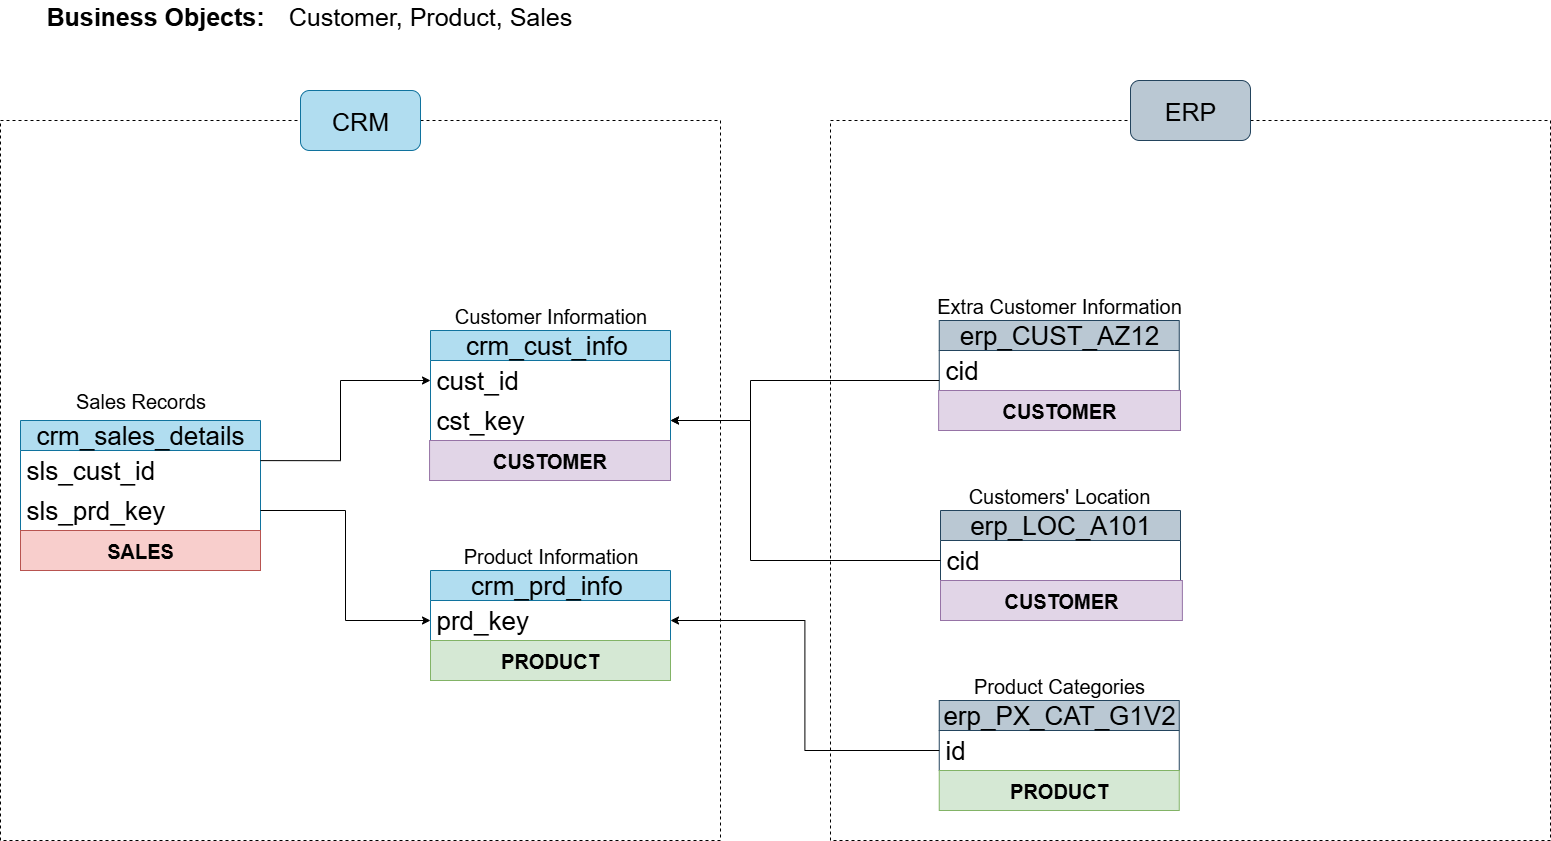 Business Objects: Customer, Product, Sales
CRM
ERP
Sales Records
crm_sales_details
sls_cust_id
sls_prd_key
SALES
Customer Information
crm_cust_info
cust_id
cst_key
CUSTOMER
Product Information
crm_prd_info
prd_key
PRODUCT
Extra Customer Information
erp_CUST_AZ12
cid
CUSTOMER
Customers' Location
erp_LOC_A101
cid
CUSTOMER
Product Categories
erp_PX_CAT_G1V2
id
PRODUCT